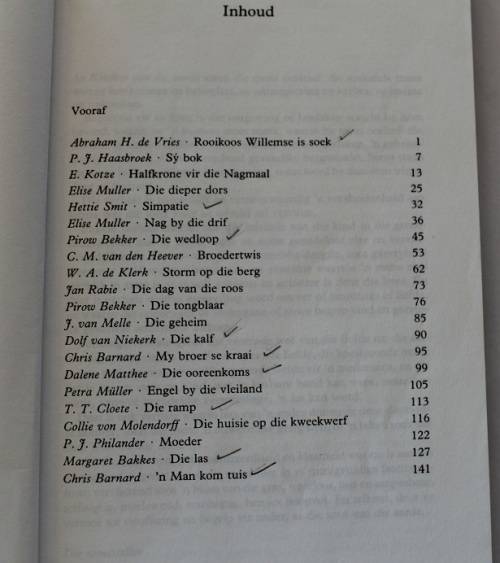 Inhoud
Vooraf
Abraham H. de Vries · Rooikoos Willemse is soek 1
P. J. Haasbroek · Sý bok 7
E. Kotze · Halfkrone vir die Nagmaal 13
Elise Muller · Die dieper dors 25
Hettie Smit · Simpatie 32
Elise Muller · Nag by die drif 36
Pirow Bekker · Die wedloop 45
C. M. van den Heever · Broedertwis 53
W. A. de Klerk · Storm op die berg 62
Jan Rabie · Die dag van die roos 73
Pirow Bekker · Die tongblaar 76
J. van Melle · Die geheim 85
Dolf van Niekerk · Die kalf 90
Chris Barnard · My broer se kraai 95
Dalene Matthee · Die ooreenkoms 99
Petra Müller · Engel by die vleiland 105
T. T. Cloete · Die ramp 113
Collie von Molendorff · Die huisie op die kweekwerf 116
P. J. Philander · Moeder 122
Margaret Bakkes · Die las 127
Chris Barnard · 'n Man kom tuis 141